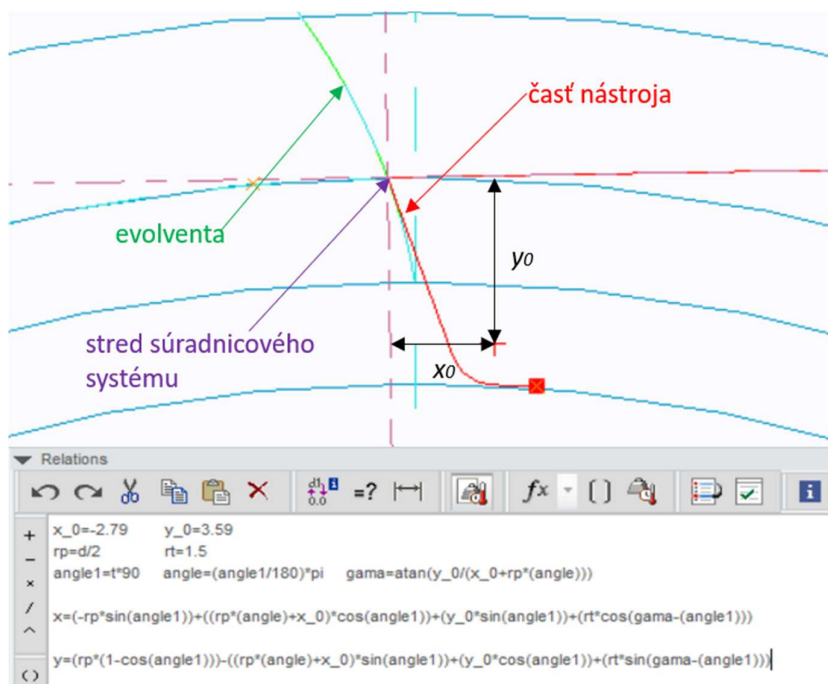 časť nástroja
evolventa
y0
stred súradnicového
systému
x0
Relations
=?
fx
x_0=-2.79 y_0=3.59
rp=d/2 rt=1.5
angle1=t*90 angle=(angle1/180)*pi gama=atan(y_0/(x_0+rp*(angle)))
x=(-rp*sin(angle1))+((rp*(angle)+x_0)*cos(angle1))+(y_0*sin(angle1))+(rt*cos(gama-(angle1)))
y=(rp*(1-cos(angle1)))-((rp*(angle)+x_0)*sin(angle1))+(y_0*cos(angle1))+(rt*sin(gama-(angle1)))